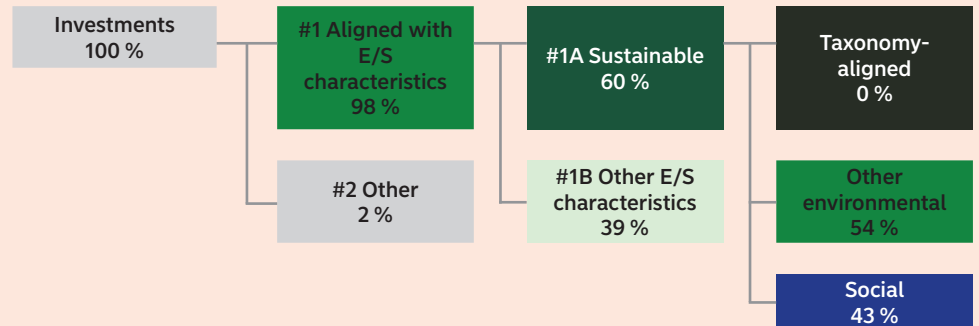 Investments
100 %
#1 Aligned with
E/S
characteristics
98 %
#1A Sustainable
60 %
Taxonomy-
aligned
0 %
#2 Other
2 %
#1B Other E/S
characteristics
39 %
Other
environmental
54 %
Social
43 %